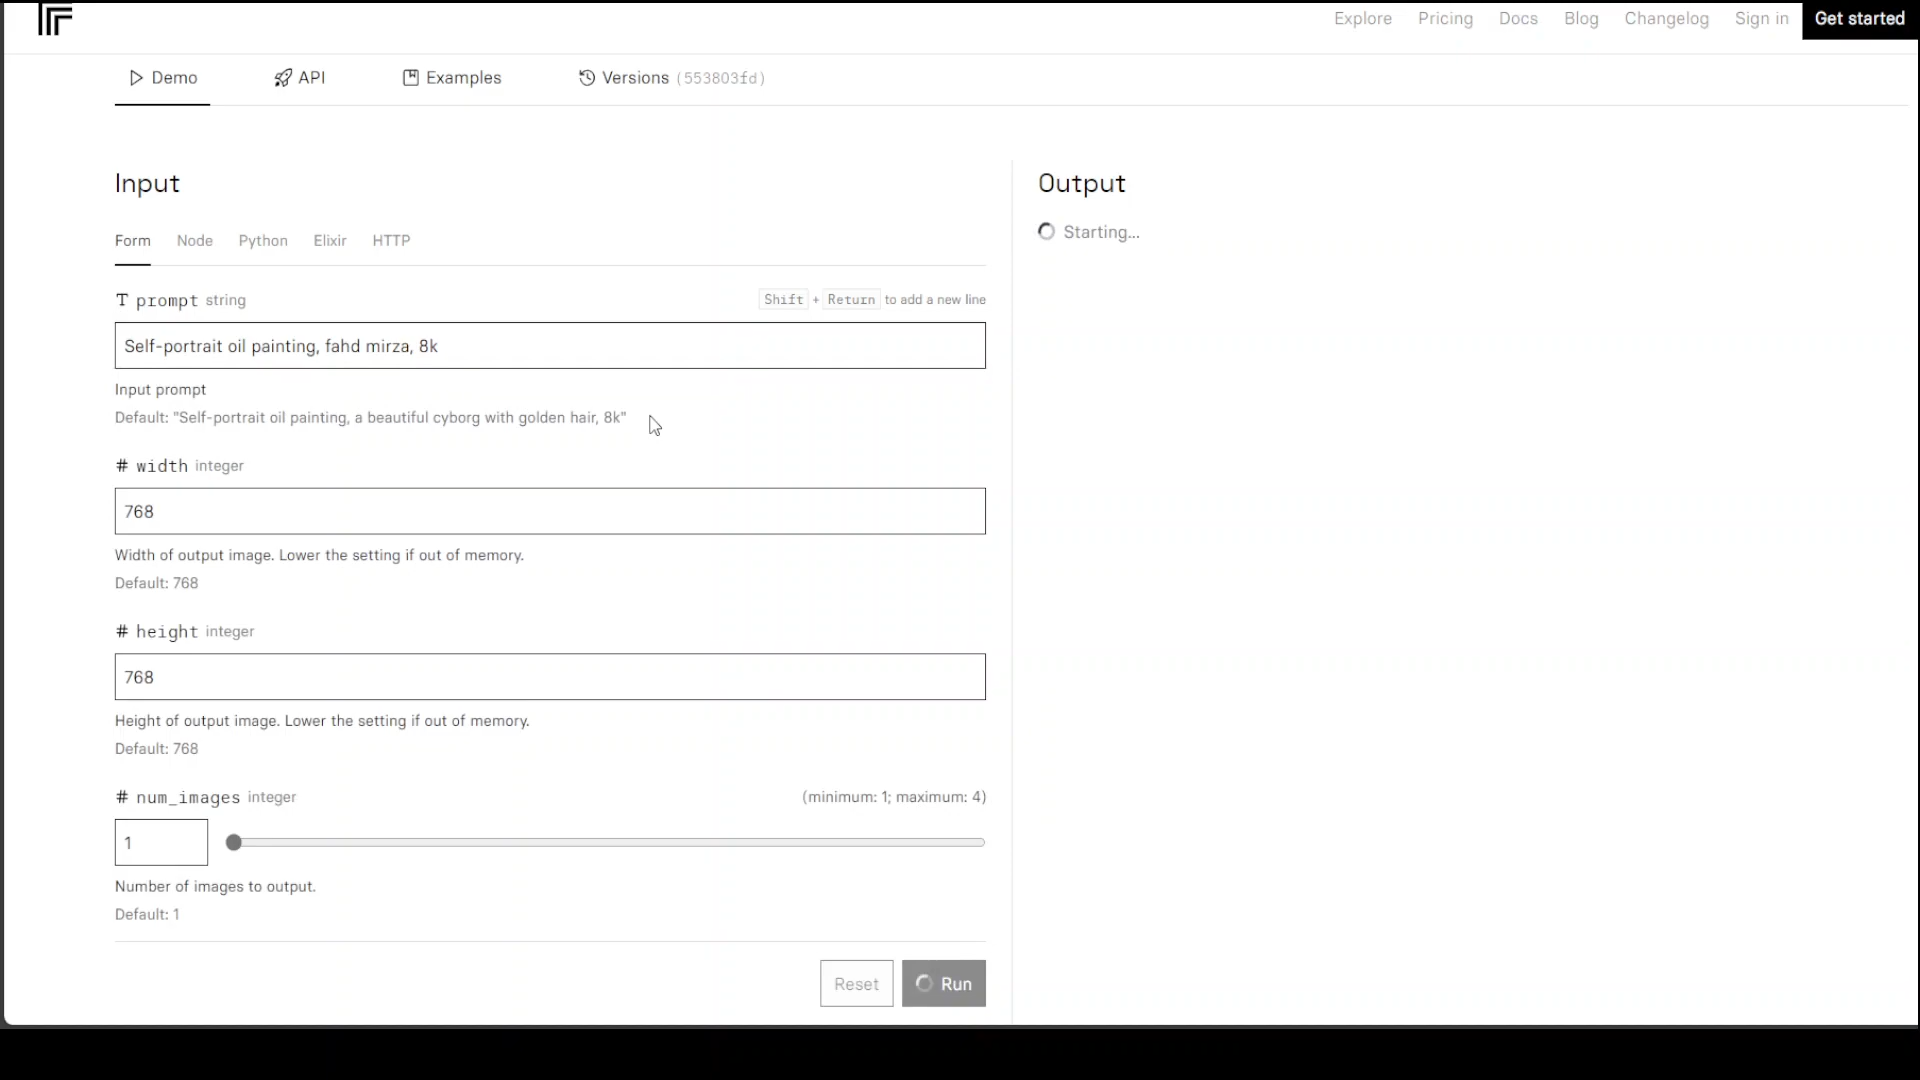 Explore Pricing Docs Blog Changelog Sign in Get started
Demo API Examples Versions (553803fd)
Input
Form Node Python Elixir HTTP
T prompt string Shift + Return to add a new line
Self-portrait oil painting, fahd mirza, 8k
Input prompt
Default: "Self-portrait oil painting, a beautiful cyborg with golden hair, 8k"
# width integer
768
Width of output image. Lower the setting if out of memory.
Default: 768
# height integer
768
Height of output image. Lower the setting if out of memory.
Default: 768
# num_images integer (minimum: 1; maximum: 4)
1
Number of images to output.
Default: 1
Reset Run
Output
Starting...